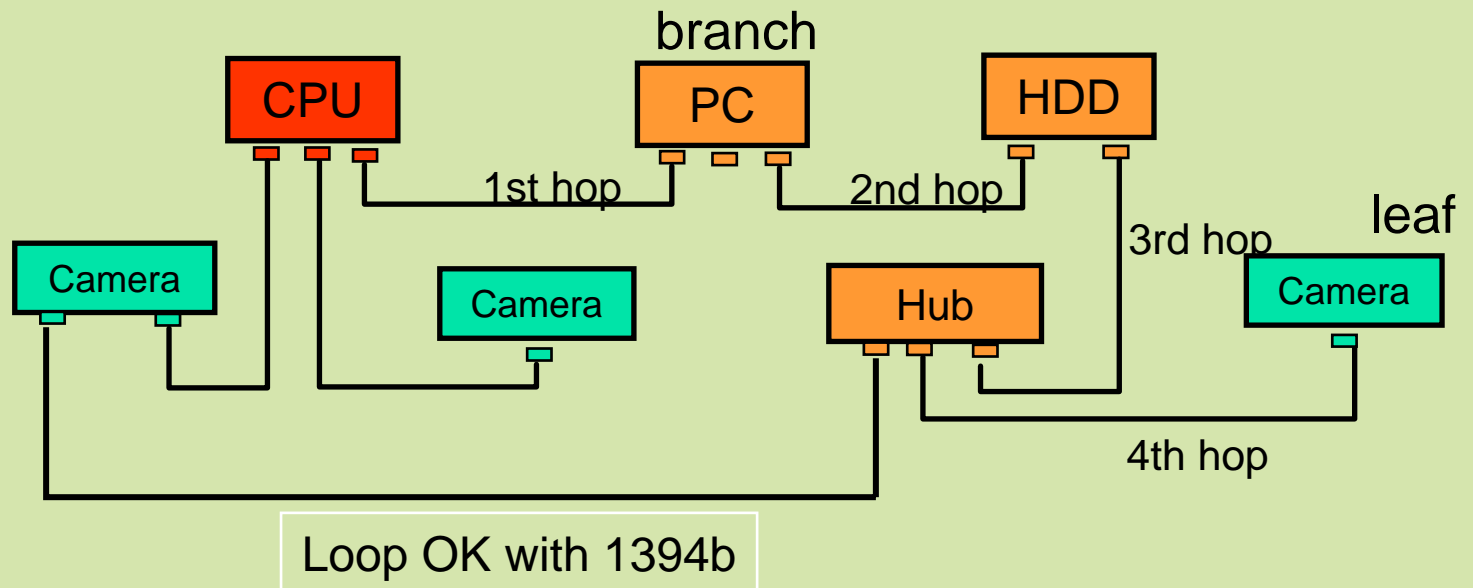 branch
CPU
PC
HDD
1st hop
2nd hop
leaf
3rd hop
Camera
Camera
Hub
Camera
4th hop
Loop OK with 1394b